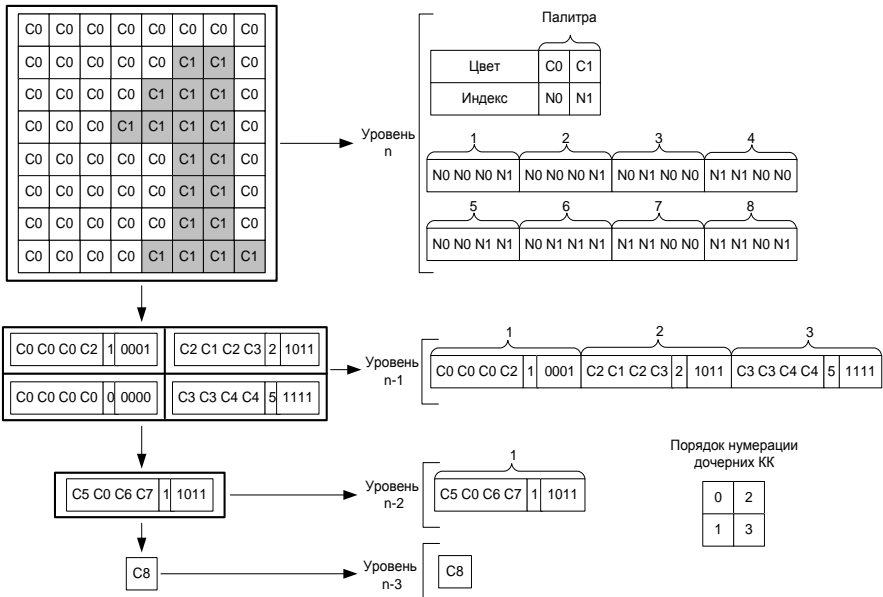 C0 C0 C0 C0 C0 C0 C0 C0
C0 C0 C0 C0 C0 C1 C1 C0
C0 C0 C0 C0 C1 C1 C1 C0
C0 C0 C0 C1 C1 C1 C1 C0
C0 C0 C0 C0 C0 C1 C1 C0
C0 C0 C0 C0 C0 C1 C1 C0
C0 C0 C0 C0 C0 C1 C1 C0
C0 C0 C0 C0 C1 C1 C1 C1
Уровень
n
Палитра
Цвет C0 C1
Индекс N0 N1
1 2 3 4
N0 N0 N0 N1 N0 N0 N0 N1 N0 N1 N0 N0 N1 N1 N0 N0
5 6 7 8
N0 N0 N1 N1 N0 N1 N1 N1 N1 N1 N0 N0 N1 N1 N0 N1
C0 C0 C0 C2 1 0001 C2 C1 C2 C3 2 1011
C0 C0 C0 C0 0 0000 C3 C3 C4 C4 5 1111
Уровень
n-1
1 2 3
C0 C0 C0 C2 1 0001 C2 C1 C2 C3 2 1011 C3 C3 C4 C4 5 1111
C5 C0 C6 C7 1 1011
Уровень
n-2
1
C5 C0 C6 C7 1 1011
Порядок нумерации
дочерних КК
0 2
1 3
C8
Уровень
n-3
C8